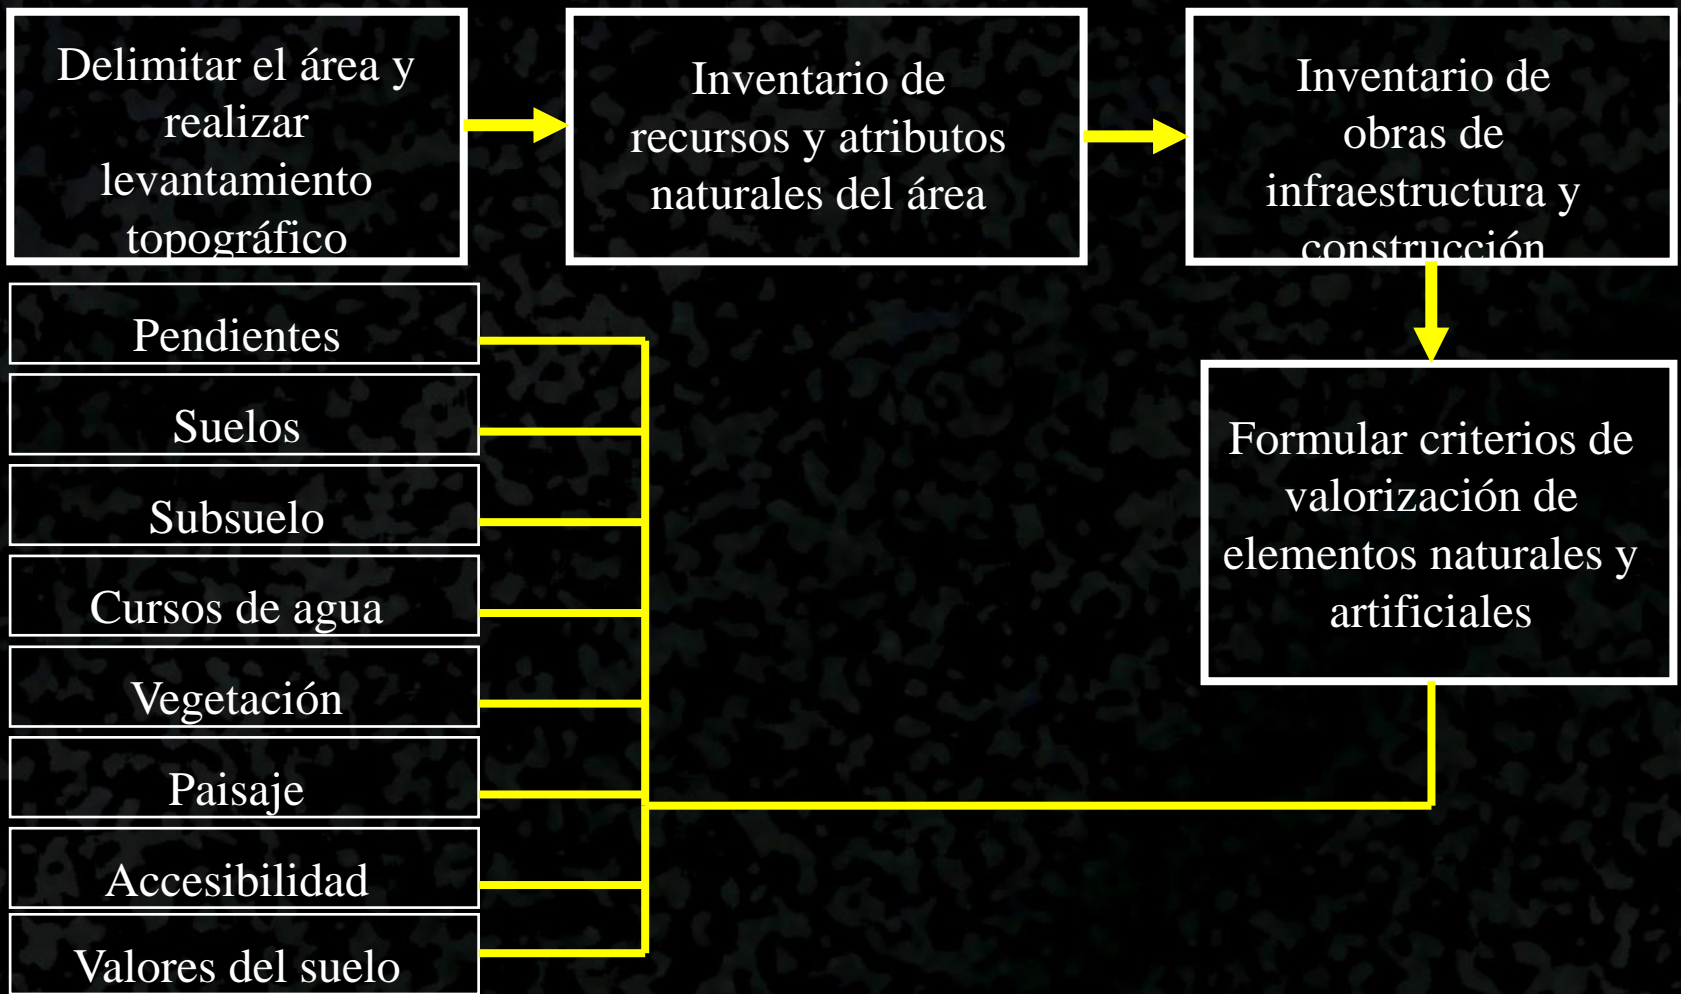 Delimitar el área y
realizar
levantamiento
topográfico
Inventario de
recursos y atributos
naturales del área
Inventario de
obras de
infraestructura y
construcción
Formular criterios de
valorización de
elementos naturales y
artificiales
Pendientes
Suelos
Subsuelo
Cursos de agua
Vegetación
Paisaje
Accesibilidad
Valores del suelo